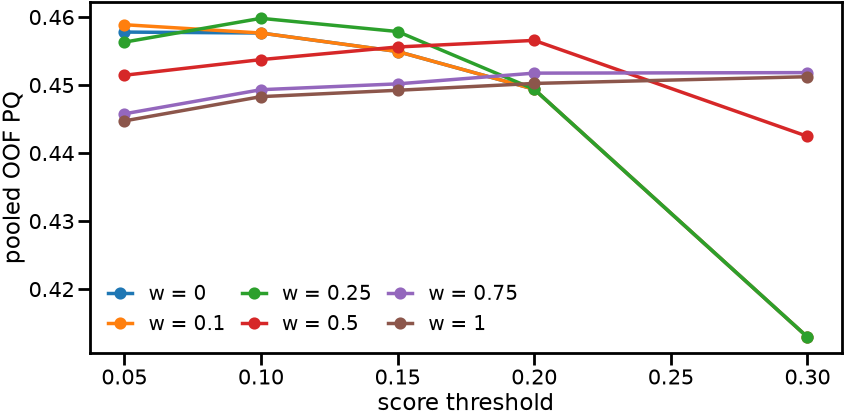 pooled OOF PQ
0.46
0.45
0.44
0.43
0.42
w = 0
w = 0.25
w = 0.75
w = 0.1
w = 0.5
w = 1
0.05
0.10
0.15
0.20
0.25
0.30
score threshold